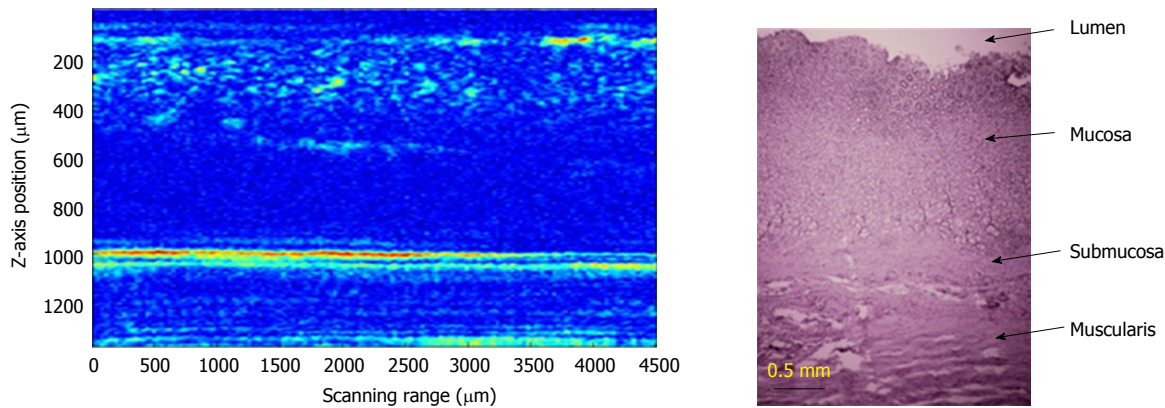 200
400
600
800
1000
1200
Z-axis position (μm)
0 500 1000 1500 2000 2500 3000 3500 4000 4500
Scanning range (μm)
Lumen
Mucosa
Submucosa
Muscularis
0.5 mm